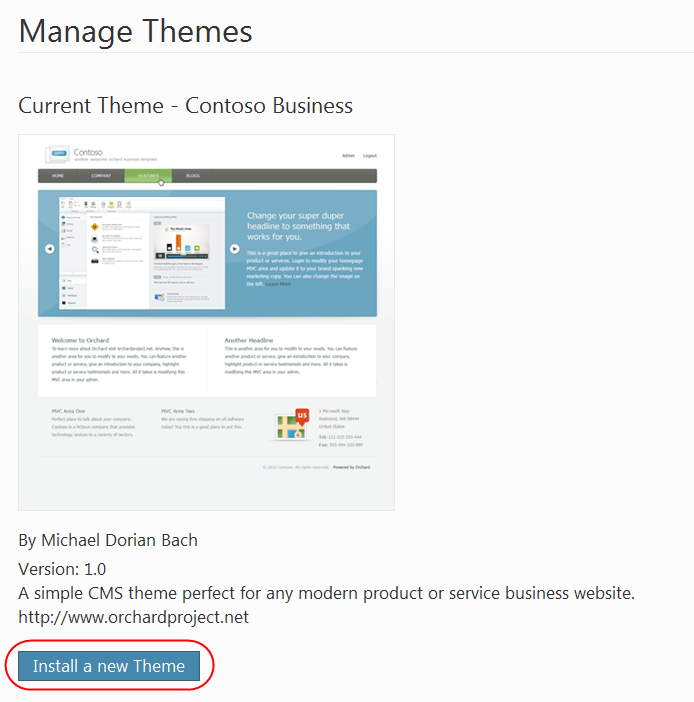 Manage Themes
Current Theme - Contoso Business
Contoso
another awesome orchard business template
Admin Logout
HOME COMPANY FEATURES BLOGS
Change your super duper
headline to something that
works for you.
This is a great place to give an introduction to your
product or services. Login to modify your homepage
MVC area and update it to your brand spanking new
marketing copy. You can also change the image on
the left. Learn More
Welcome to Orchard
To learn more about Orchard visit orchardproject.net. Anyhow, this is
another area for you to modify to your needs. You can feature
another product or service, give an introduction to your
company, highlight
product or service testimonials and more. All it takes is modifying this
MVC area in your admin.
Another Headline
This is another area for you to modify to your needs. You can feature
another product or service, give an introduction to your company,
highlight product or service testimonials and more. All it takes is
modifying this MVC area in your admin.
MVC Area One
Perfect place to talk about your company.
Contoso is a fictious company that provides
technology devices to a variety of sectors.
MVC Area Two
We are saving free shipping on all software
today! Yay this is a great place to put this.
US
1 Microsoft Way
Redmond, WA 98044
United States
Tel: 111-222-333-444
Fax: 555-444-333-999
© 2010 Contoso. All rights reserved. Powered by Orchard
By Michael Dorian Bach
Version: 1.0
A simple CMS theme perfect for any modern product or service business website.
http://www.orchardproject.net
Install a new Theme